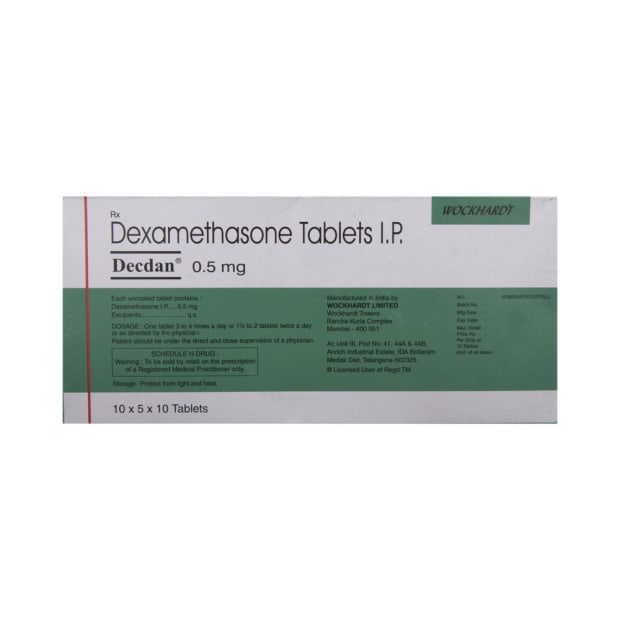 Rx
Dexamethasone Tablets I.P.
WOCKHARDT
Decdan® 0.5 mg
Each uncoated tablet contains :
Dexamethasone I.P.... 0.5 mg
Excipients.................... q.s.
DOSAGE : One tablet 3 to 4 times a day or 1½ to 2 tablets twice a day
or as directed by the physician.
Patient should be under the direct and close supervision of a physician.
SCHEDULE H DRUG -
Warning : To be sold by retail on the prescription
of a Registered Medical Practitioner only.
Storage : Protect from light and heat.
Manufactured in India by
WOCKHARDT LIMITED
Wockhardt Towers
Bandra-Kurla Complex
Mumbai - 400 051
At: Unit III, Plot No. 41, 44A & 44B,
Anrich Industrial Estate, IDA Bollaram
Medak Dist, Telangana-502325.
® Licensed User of Regd.TM
M.L.
Batch No.
Mfg Date
Exp. Date
Max. Retail
Price Rs.
Per Strip of
10 Tablets
(Incl. of all taxes)
10 x 5 x 10 Tablets